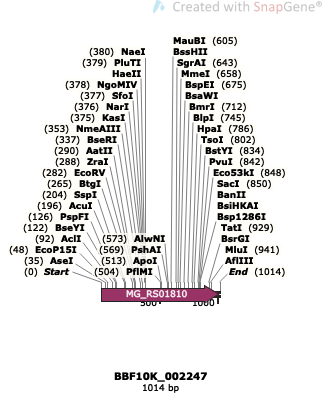 Created with SnapGene®
MauBI (605)
(380) NaeI BssHII
(379) PluTI SgrAI (643)
HaeII MmeI (658)
(378) NgoMIV BspEI (675)
(377) SfoI BsaWI
(376) NarI BmrI (712)
(375) KasI BlpI (745)
(353) NmeAIII HpaI (786)
(337) BseRI TsoI (802)
(290) AatII BstYI (834)
(288) ZraI PvuI (842)
(282) EcoRV Eco53kI (848)
(265) BtgI SacI (850)
(204) SspI BanII
(196) AcuI BsiHKAI
(126) PspFI Bsp1286I
(122) BseYI TatI (929)
(92) AclI (573) AlwNI BsrGI
(48) EcoP15I (569) PshAI MluI (941)
(35) AseI (513) ApoI AflIII
(0) Start (504) PflMI End (1014)
MG_RS01810
500 1000
BBF10K_002247
1014 bp